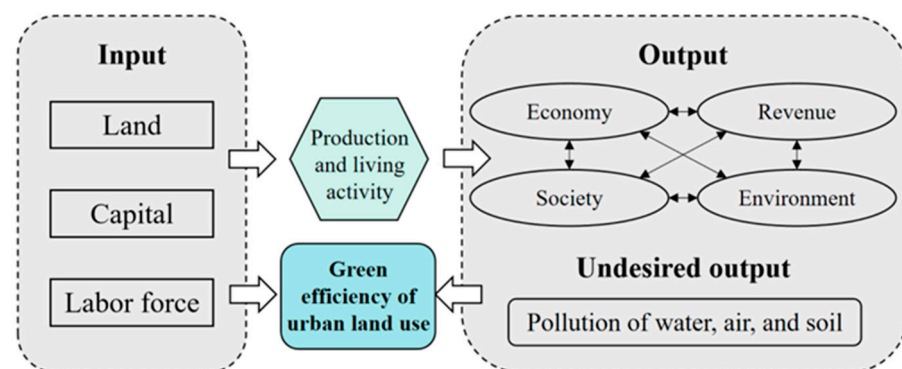 Input
Land
Capital
Labor force
Production
and living
activity
Green
efficiency of
urban land use
Output
Economy
Revenue
Society
Environment
Undesired output
Pollution of water, air, and soil